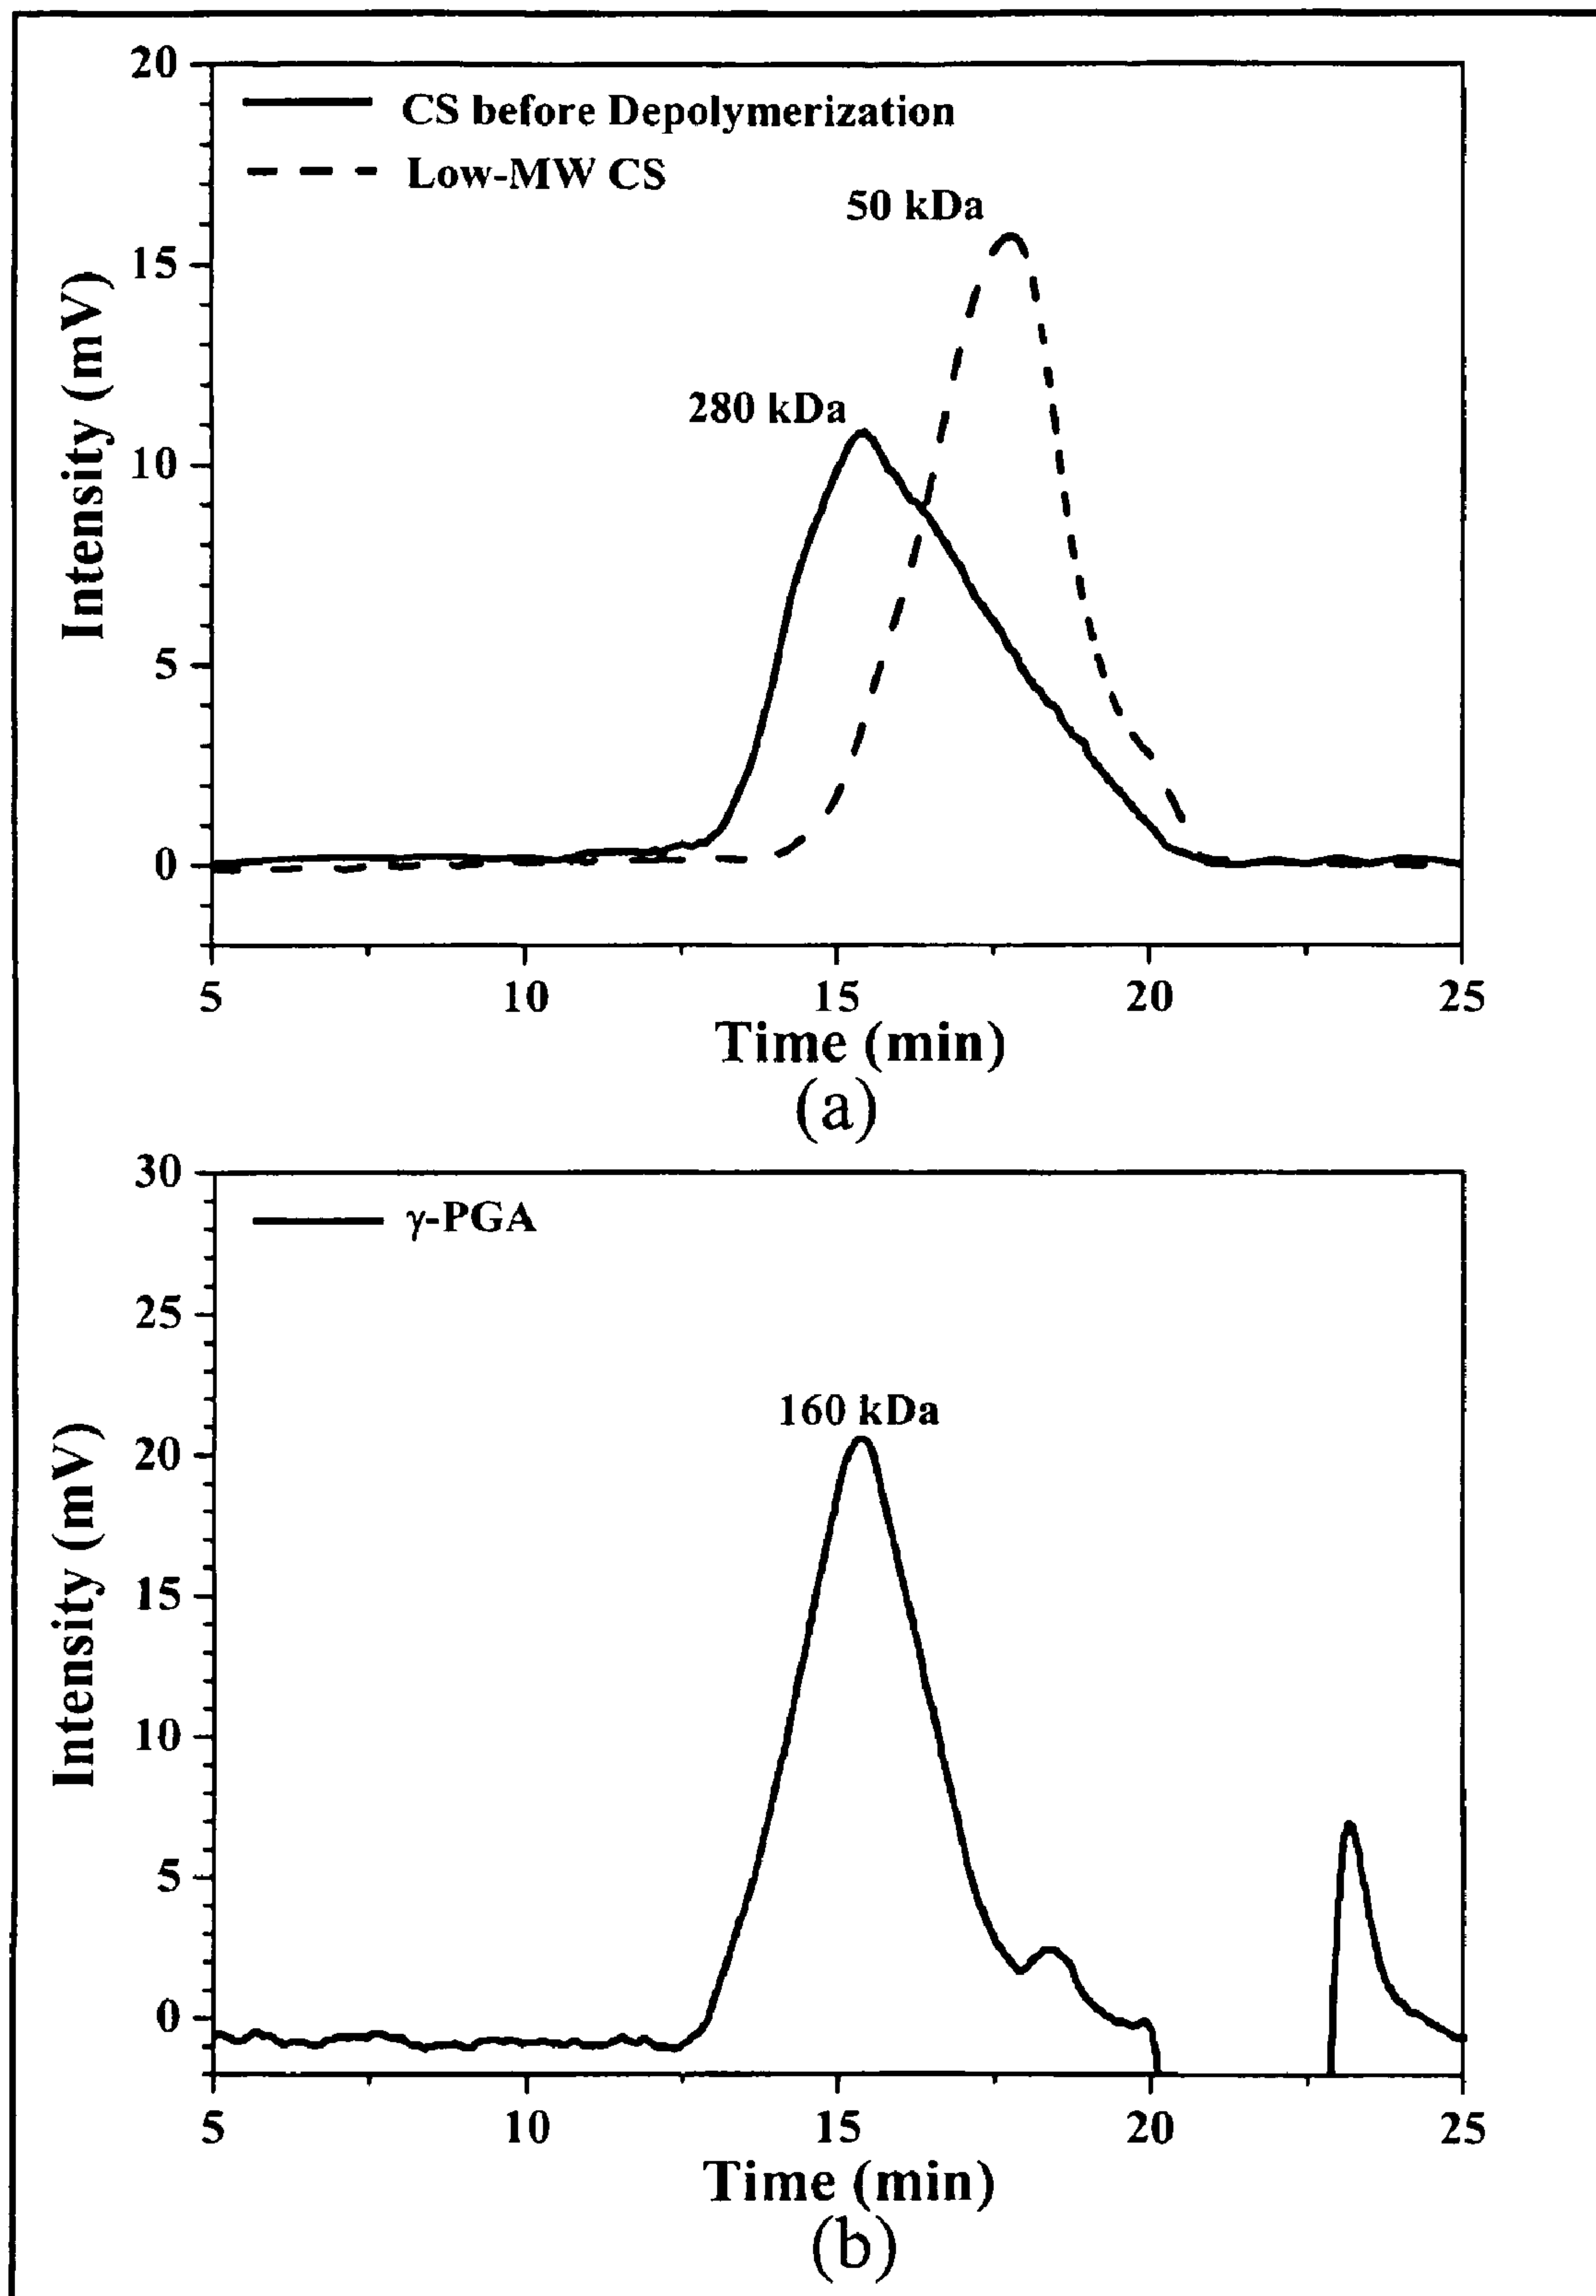 20
CS before Depolymerization
Low-MW CS
50 kDa
15
280 kDa
10
5
0
Intensity (mV)
5 10 15 20 25
Time (min)
(a)
30
γ-PGA
25
160 kDa
20
15
10
5
0
Intensity (mV)
5 10 15 20 25
Time (min)
(b)